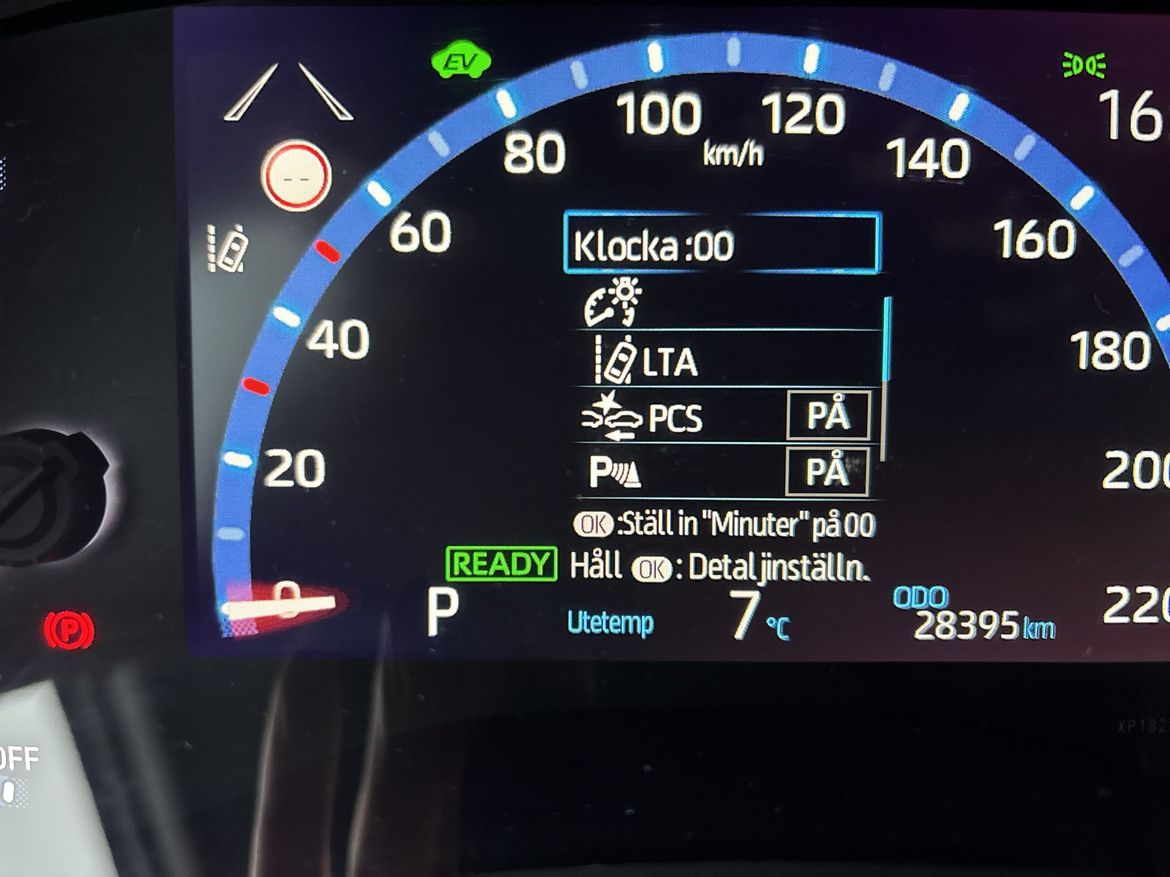 EV
16
100
120
80
km/h
140
-- 
60
Klocka :00
160
40
LTA
180
PCS PÅ
20
P PÅ
200
OK :Ställ in "Minuter" på 00
READY Håll OK : Detaljinställn.
0
P
Utetemp 7 °C
ODO
28395 km
220
P
XP182
OFF